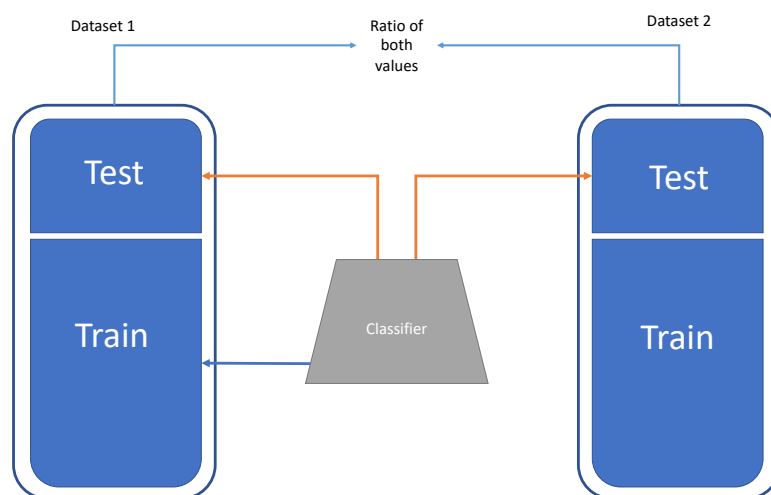 Dataset 1
Ratio of
both
values
Dataset 2
Test
Test
Classifier
Train
Train